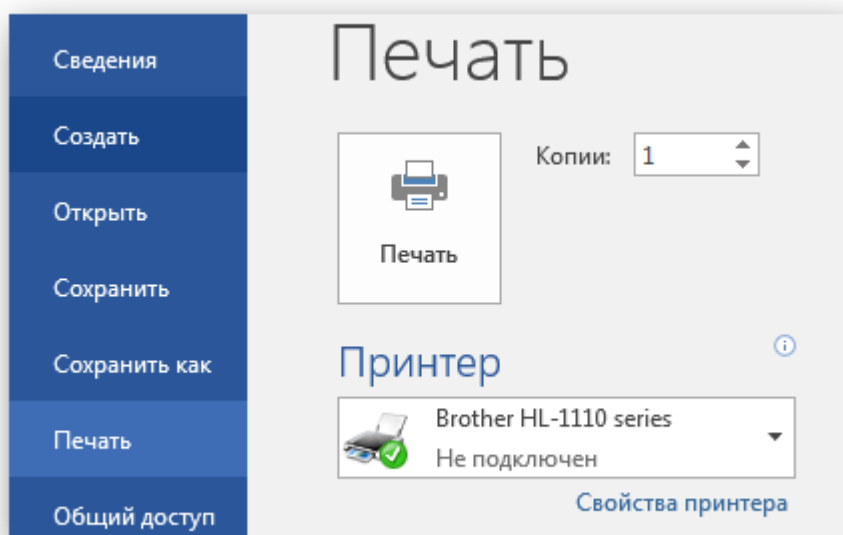 Сведения
Создать
Открыть
Сохранить
Сохранить как
Печать
Общий доступ
Печать
Копии: 1
Печать
Принтер
Brother HL-1110 series
Не подключен
Свойства принтера